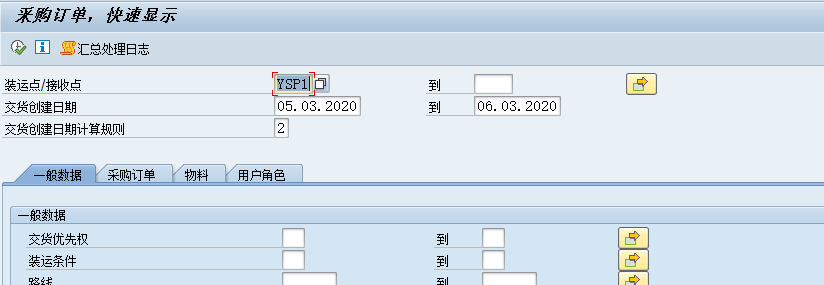 采购订单，快速显示
汇总处理日志
装运点/接收点 YSP1 到
交货创建日期 05.03.2020 到 06.03.2020
交货创建日期计算规则 2
一般数据 采购订单 物料 用户角色
一般数据
交货优先权 到
装运条件 到
路线 到